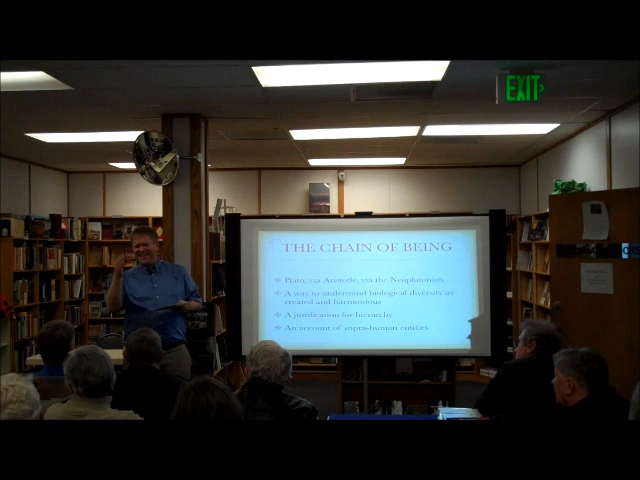 EXIT
THE CHAIN OF BEING
Plato, via Aristotle, via the Neoplatonists
A way to understand biological diversity as
created and harmonious
A justification for hierarchy
An account of supra-human entities